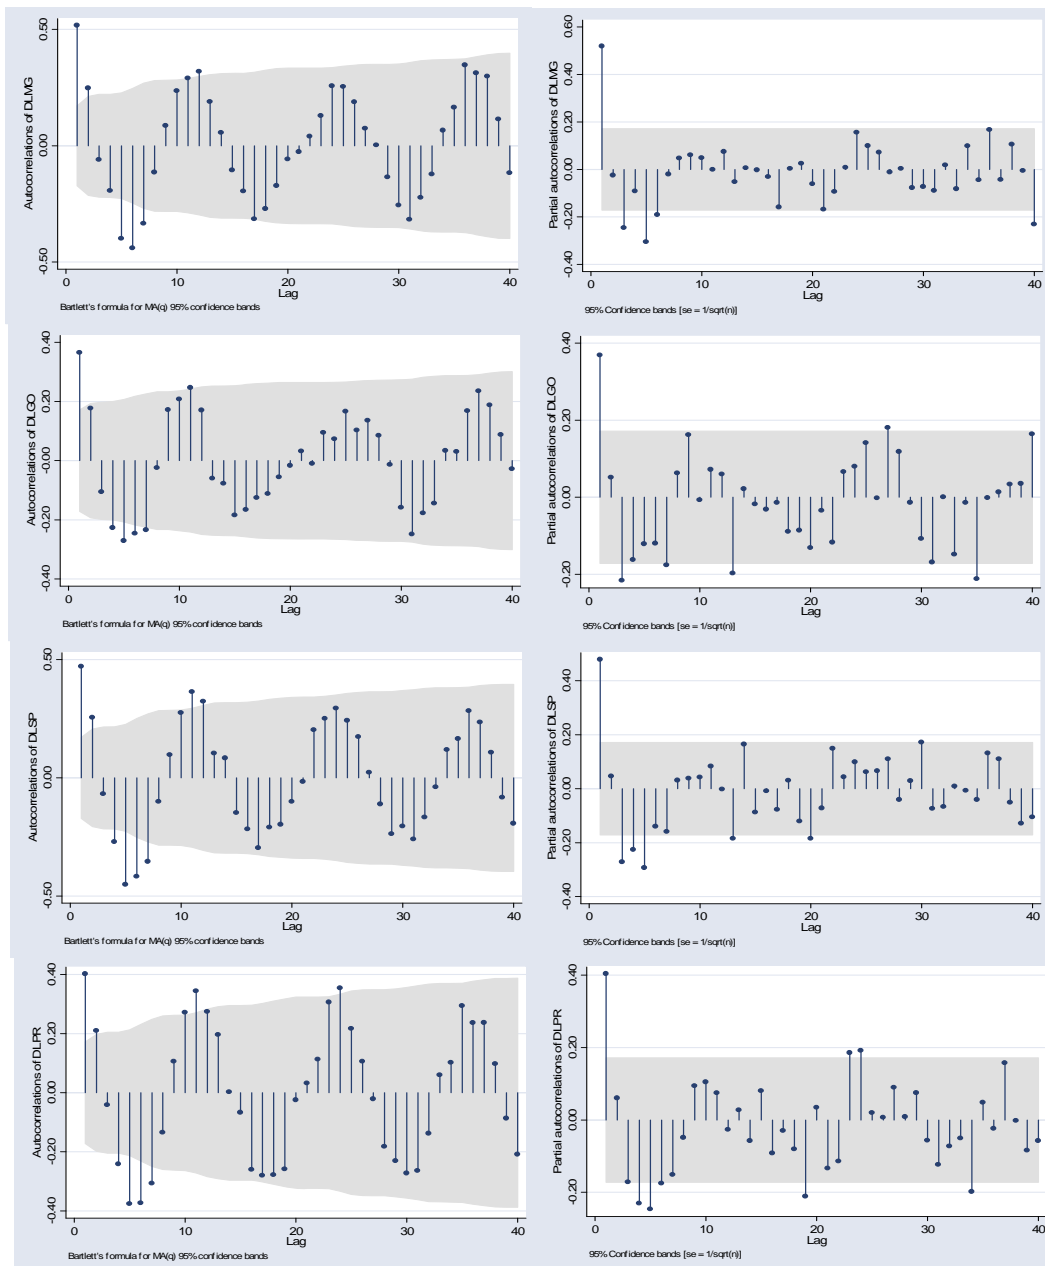 Autocorrelations of DLMG
0.50
0.00
-0.50
0 10 20 30 40
Lag
Bartlett's formula for MA(q) 95% confidence bands
Partial autocorrelations of DLMG
0.60
0.40
0.20
0.00
-0.20
-0.40
0 10 20 30 40
Lag
95% Confidence bands [se = 1/sqrt(n)]
Autocorrelations of DLGO
0.40
0.20
0.00
-0.20
-0.40
0 10 20 30 40
Lag
Bartlett's formula for MA(q) 95% confidence bands
Partial autocorrelations of DLGO
0.40
0.20
0.00
-0.20
0 10 20 30 40
Lag
95% Confidence bands [se = 1/sqrt(n)]
Autocorrelations of DLSP
0.50
0.00
-0.50
0 10 20 30 40
Lag
Bartlett's formula for MA(q) 95% confidence bands
Partial autocorrelations of DLSP
0.40
0.20
0.00
-0.20
-0.40
0 10 20 30 40
Lag
95% Confidence bands [se = 1/sqrt(n)]
Autocorrelations of DLPR
0.40
0.20
0.00
-0.20
-0.40
0 10 20 30 40
Lag
Bartlett's formula for MA(q) 95% confidence bands
Partial autocorrelations of DLPR
0.40
0.20
0.00
-0.20
0 10 20 30 40
Lag
95% Confidence bands [se = 1/sqrt(n)]